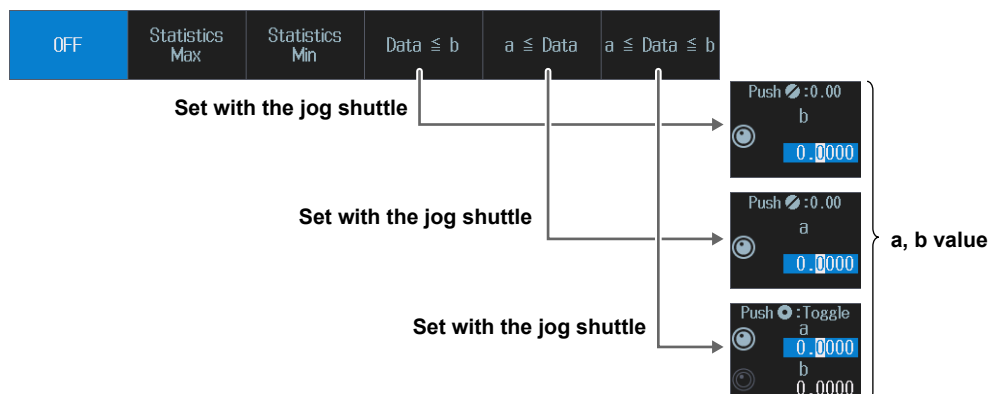 OFF
Statistics
Max
Statistics
Min
Data ≦ b
a ≦ Data
a ≦ Data ≦ b
Set with the jog shuttle
Push :0.00
b
0.0000
Set with the jog shuttle
Push :0.00
a
0.0000
a, b value
Set with the jog shuttle
Push :Toggle
a
0.0000
b
0.0000